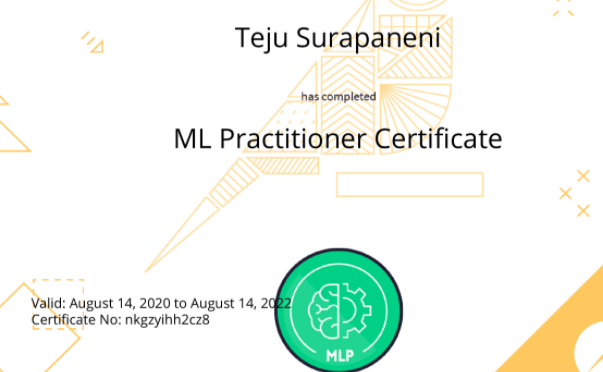 Teju Surapaneni
has completed
ML Practitioner Certificate
Valid: August 14, 2020 to August 14, 2022
Certificate No: nkgzyihh2cz8
MLP